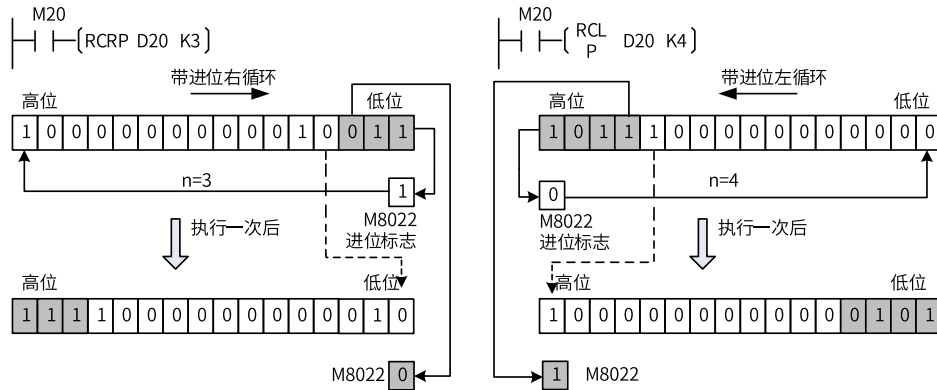 M20
RCRP D20 K3
带进位右循环
高位 低位
1 0 0 0 0 0 0 0 0 0 0 1 0 0 1 1
n=3
1
M8022
进位标志
执行一次后
高位 低位
1 1 1 1 0 0 0 0 0 0 0 0 0 0 1 0
M8022 0
M20
RCL
P D20 K4
带进位左循环
高位 低位
1 0 1 1 1 0 0 0 0 0 0 0 0 0 0 0
n=4
0
M8022
进位标志
执行一次后
高位 低位
1 0 0 0 0 0 0 0 0 0 0 0 0 1 0 1
1 M8022